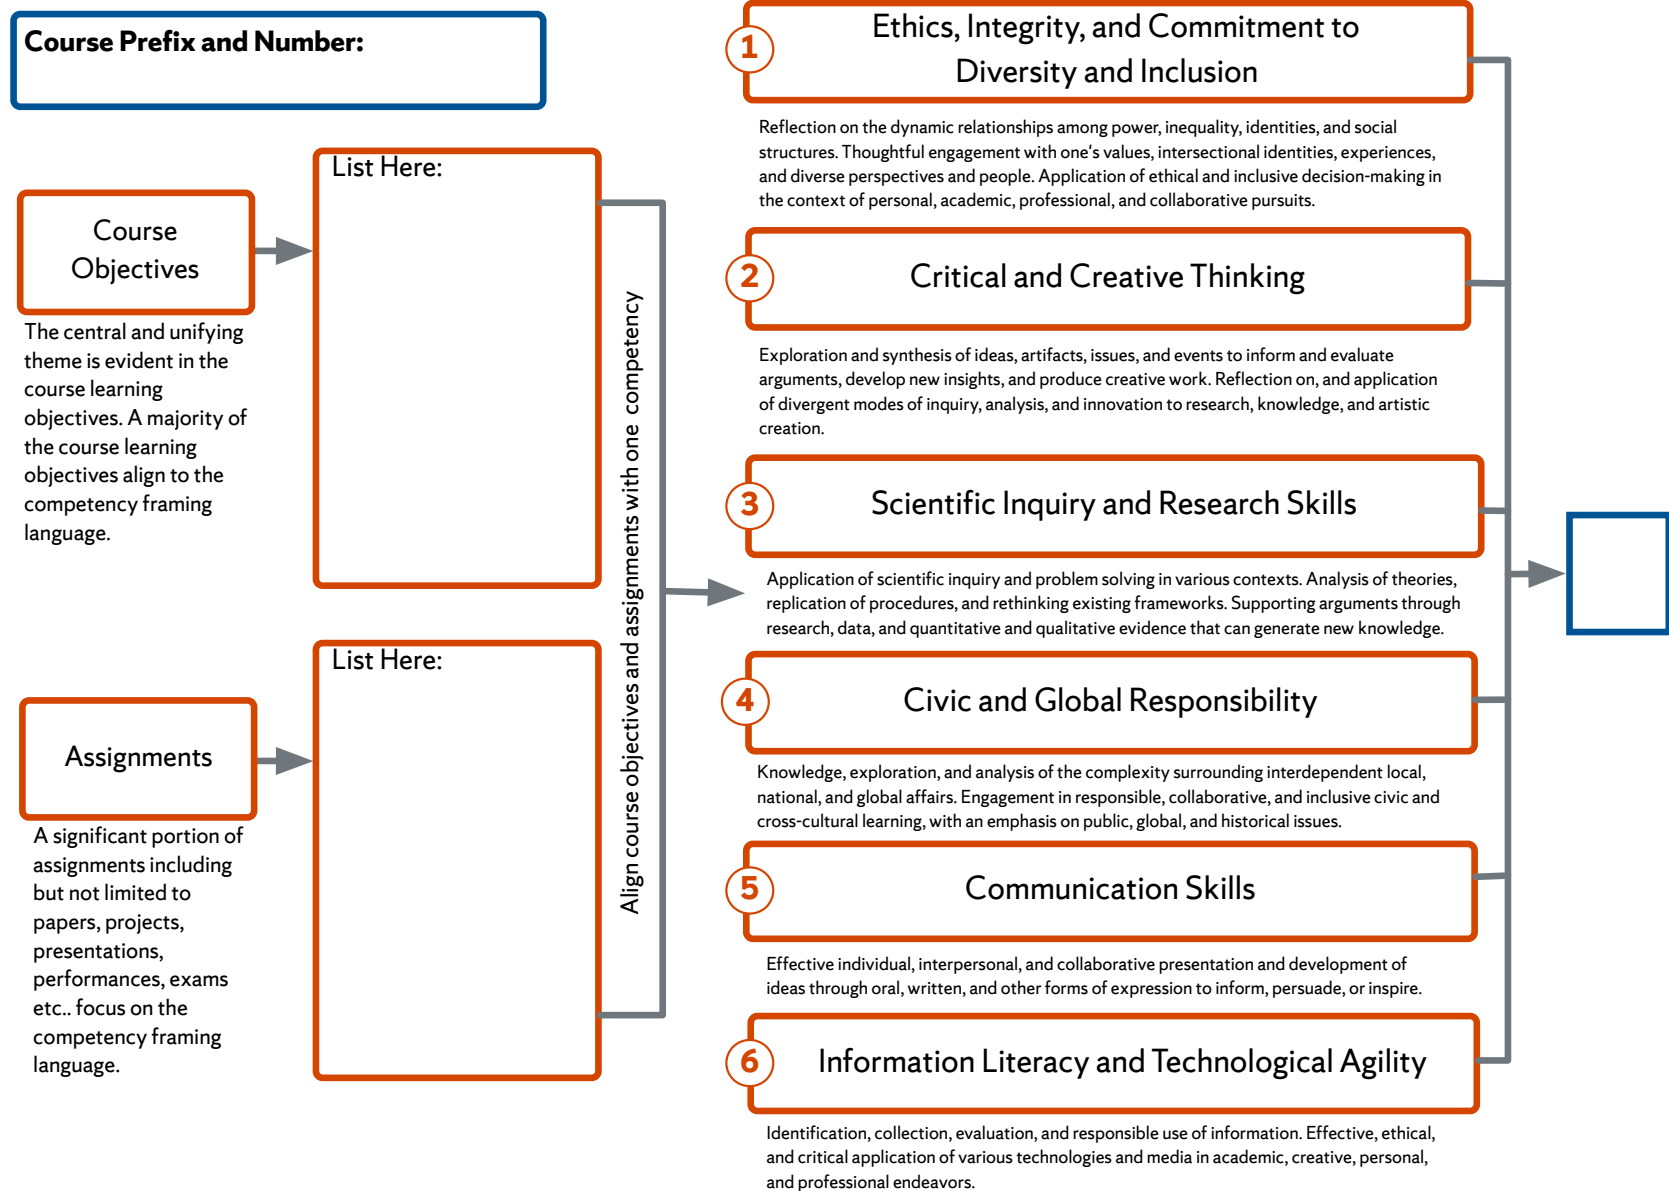 Course Prefix and Number:
Course
Objectives
The central and unifying
theme is evident in the
course learning
objectives. A majority of
the course learning
objectives align to the
competency framing
language.
List Here:
Assignments
A significant portion of
assignments including
but not limited to
papers, projects,
presentations,
performances, exams
etc.. focus on the
competency framing
language.
List Here:
Align course objectives and assignments with one competency
1
Ethics, Integrity, and Commitment to
Diversity and Inclusion
Reflection on the dynamic relationships among power, inequality, identities, and social
structures. Thoughtful engagement with one's values, intersectional identities, experiences,
and diverse perspectives and people. Application of ethical and inclusive decision-making in
the context of personal, academic, professional, and collaborative pursuits.
2
Critical and Creative Thinking
Exploration and synthesis of ideas, artifacts, issues, and events to inform and evaluate
arguments, develop new insights, and produce creative work. Reflection on, and application
of divergent modes of inquiry, analysis, and innovation to research, knowledge, and artistic
creation.
3
Scientific Inquiry and Research Skills
Application of scientific inquiry and problem solving in various contexts. Analysis of theories,
replication of procedures, and rethinking existing frameworks. Supporting arguments through
research, data, and quantitative and qualitative evidence that can generate new knowledge.
4
Civic and Global Responsibility
Knowledge, exploration, and analysis of the complexity surrounding interdependent local,
national, and global affairs. Engagement in responsible, collaborative, and inclusive civic and
cross-cultural learning, with an emphasis on public, global, and historical issues.
5
Communication Skills
Effective individual, interpersonal, and collaborative presentation and development of
ideas through oral, written, and other forms of expression to inform, persuade, or inspire.
6
Information Literacy and Technological Agility
Identification, collection, evaluation, and responsible use of information. Effective, ethical,
and critical application of various technologies and media in academic, creative, personal,
and professional endeavors.